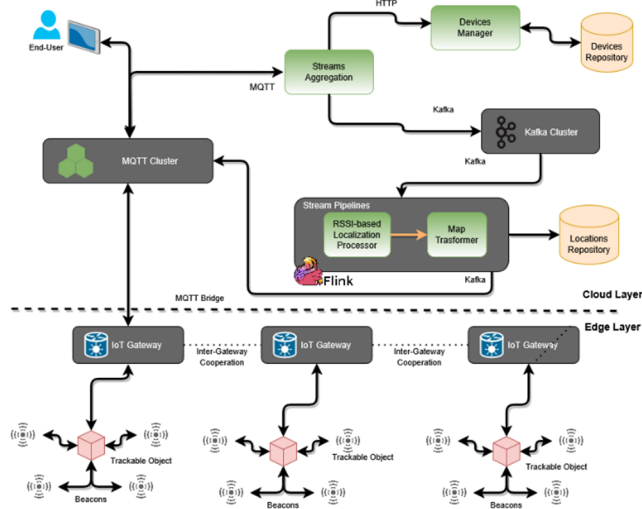 HTTP
End-User
Devices
Manager
Devices
Repository
Streams
Aggregation
MQTT
Kafka
Kafka Cluster
Kafka
MQTT Cluster
Stream Pipelines
RSSI-based
Localization
Processor
Map
Trasformer
Locations
Repository
Flink
Kafka
MQTT Bridge
Cloud Layer
Edge Layer
IoT Gateway
Inter-Gateway
Cooperation
IoT Gateway
Inter-Gateway
Cooperation
IoT Gateway
Trackable Object
Beacons
Trackable Object
Beacons
Trackable Object
Beacons